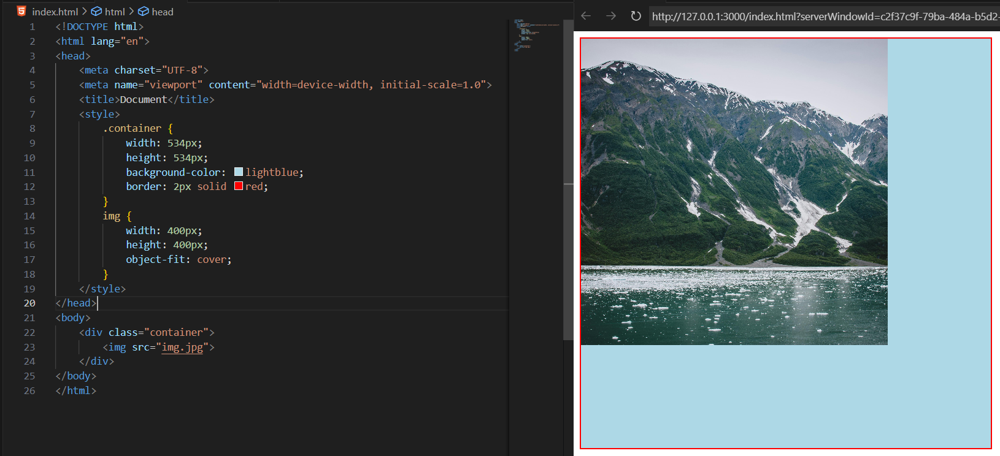 index.html > html > head
http://127.0.0.1:3000/index.html?serverWindowId=c2f37c9f-79ba-484a-b5d2-
1 <!DOCTYPE html>
2 <html lang="en">
3 <head>
4 <meta charset="UTF-8">
5 <meta name="viewport" content="width=device-width, initial-scale=1.0">
6 <title>Document</title>
7 <style>
8 .container {
9 width: 534px;
10 height: 534px;
11 background-color: lightblue;
12 border: 2px solid red;
13 }
14 img {
15 width: 400px;
16 height: 400px;
17 object-fit: cover;
18 }
19 </style>
20 </head>
21 <body>
22 <div class="container">
23 <img src="img.jpg">
24 </div>
25 </body>
26 </html>